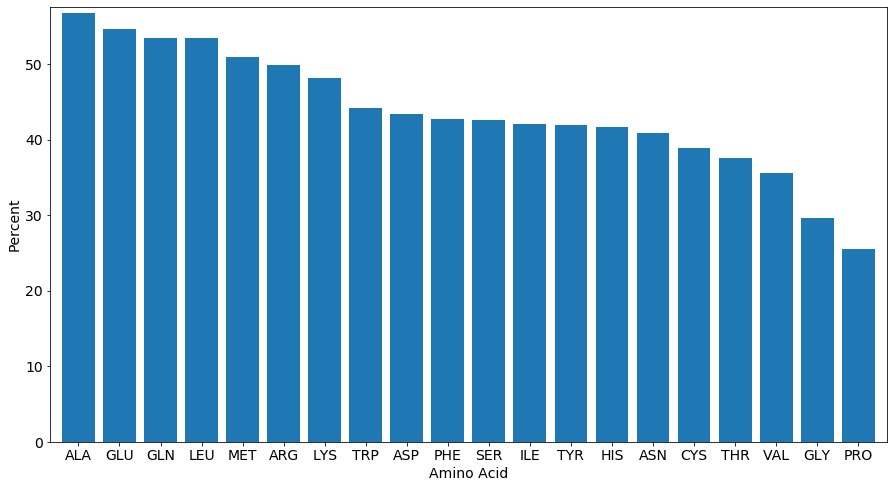 50
40
30
20
10
0
Percent
ALA GLU GLN LEU MET ARG LYS TRP ASP PHE SER ILE TYR HIS ASN CYS THR VAL GLY PRO
Amino Acid